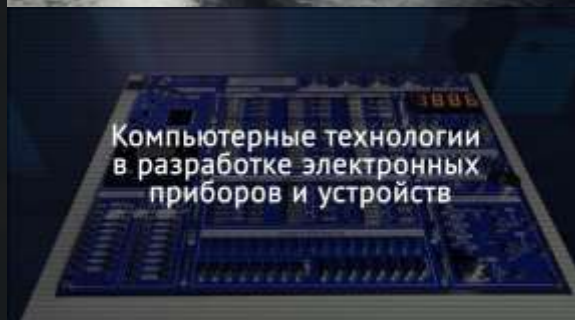 Компьютерные технологии
в разработке электронных
приборов и устройств